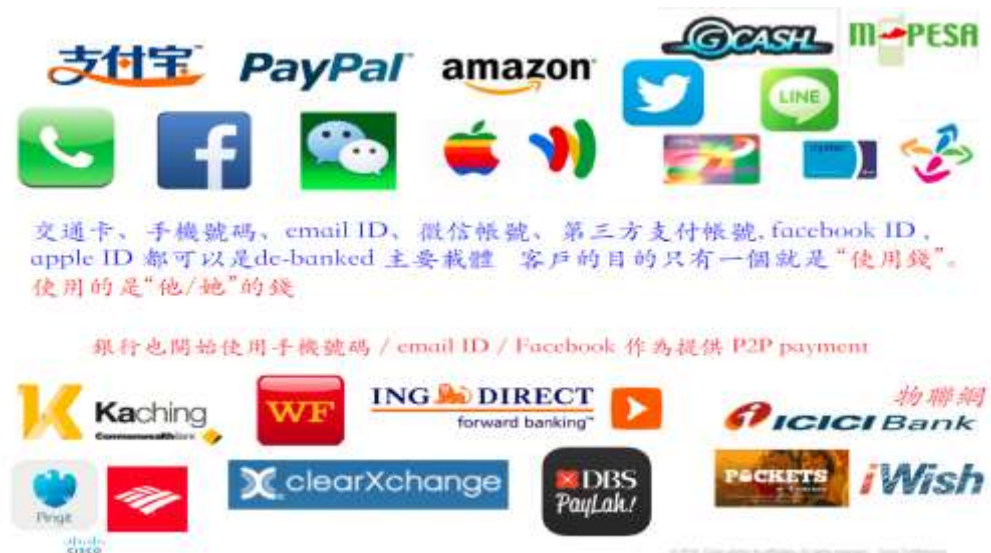 GCASH M-PESA
支付宝 PayPal amazon
LINE
交通卡、手機號碼、email ID、微信帳號、第三方支付帳號, facebook ID ,
apple ID 都可以是de-banked 主要載體 客戶的目的只有一個就是“使用錢”。
使用的是“他/她”的錢
銀行也開始使用手機號碼 / email ID / Facebook 作為提供 P2P payment
物聯網
Kaching
CommonwealthBank
WF
ING DIRECT
forward banking
ICICI Bank
Pingit
clearXchange
DBS
PayLah!
POCKETS
iWish
cisco